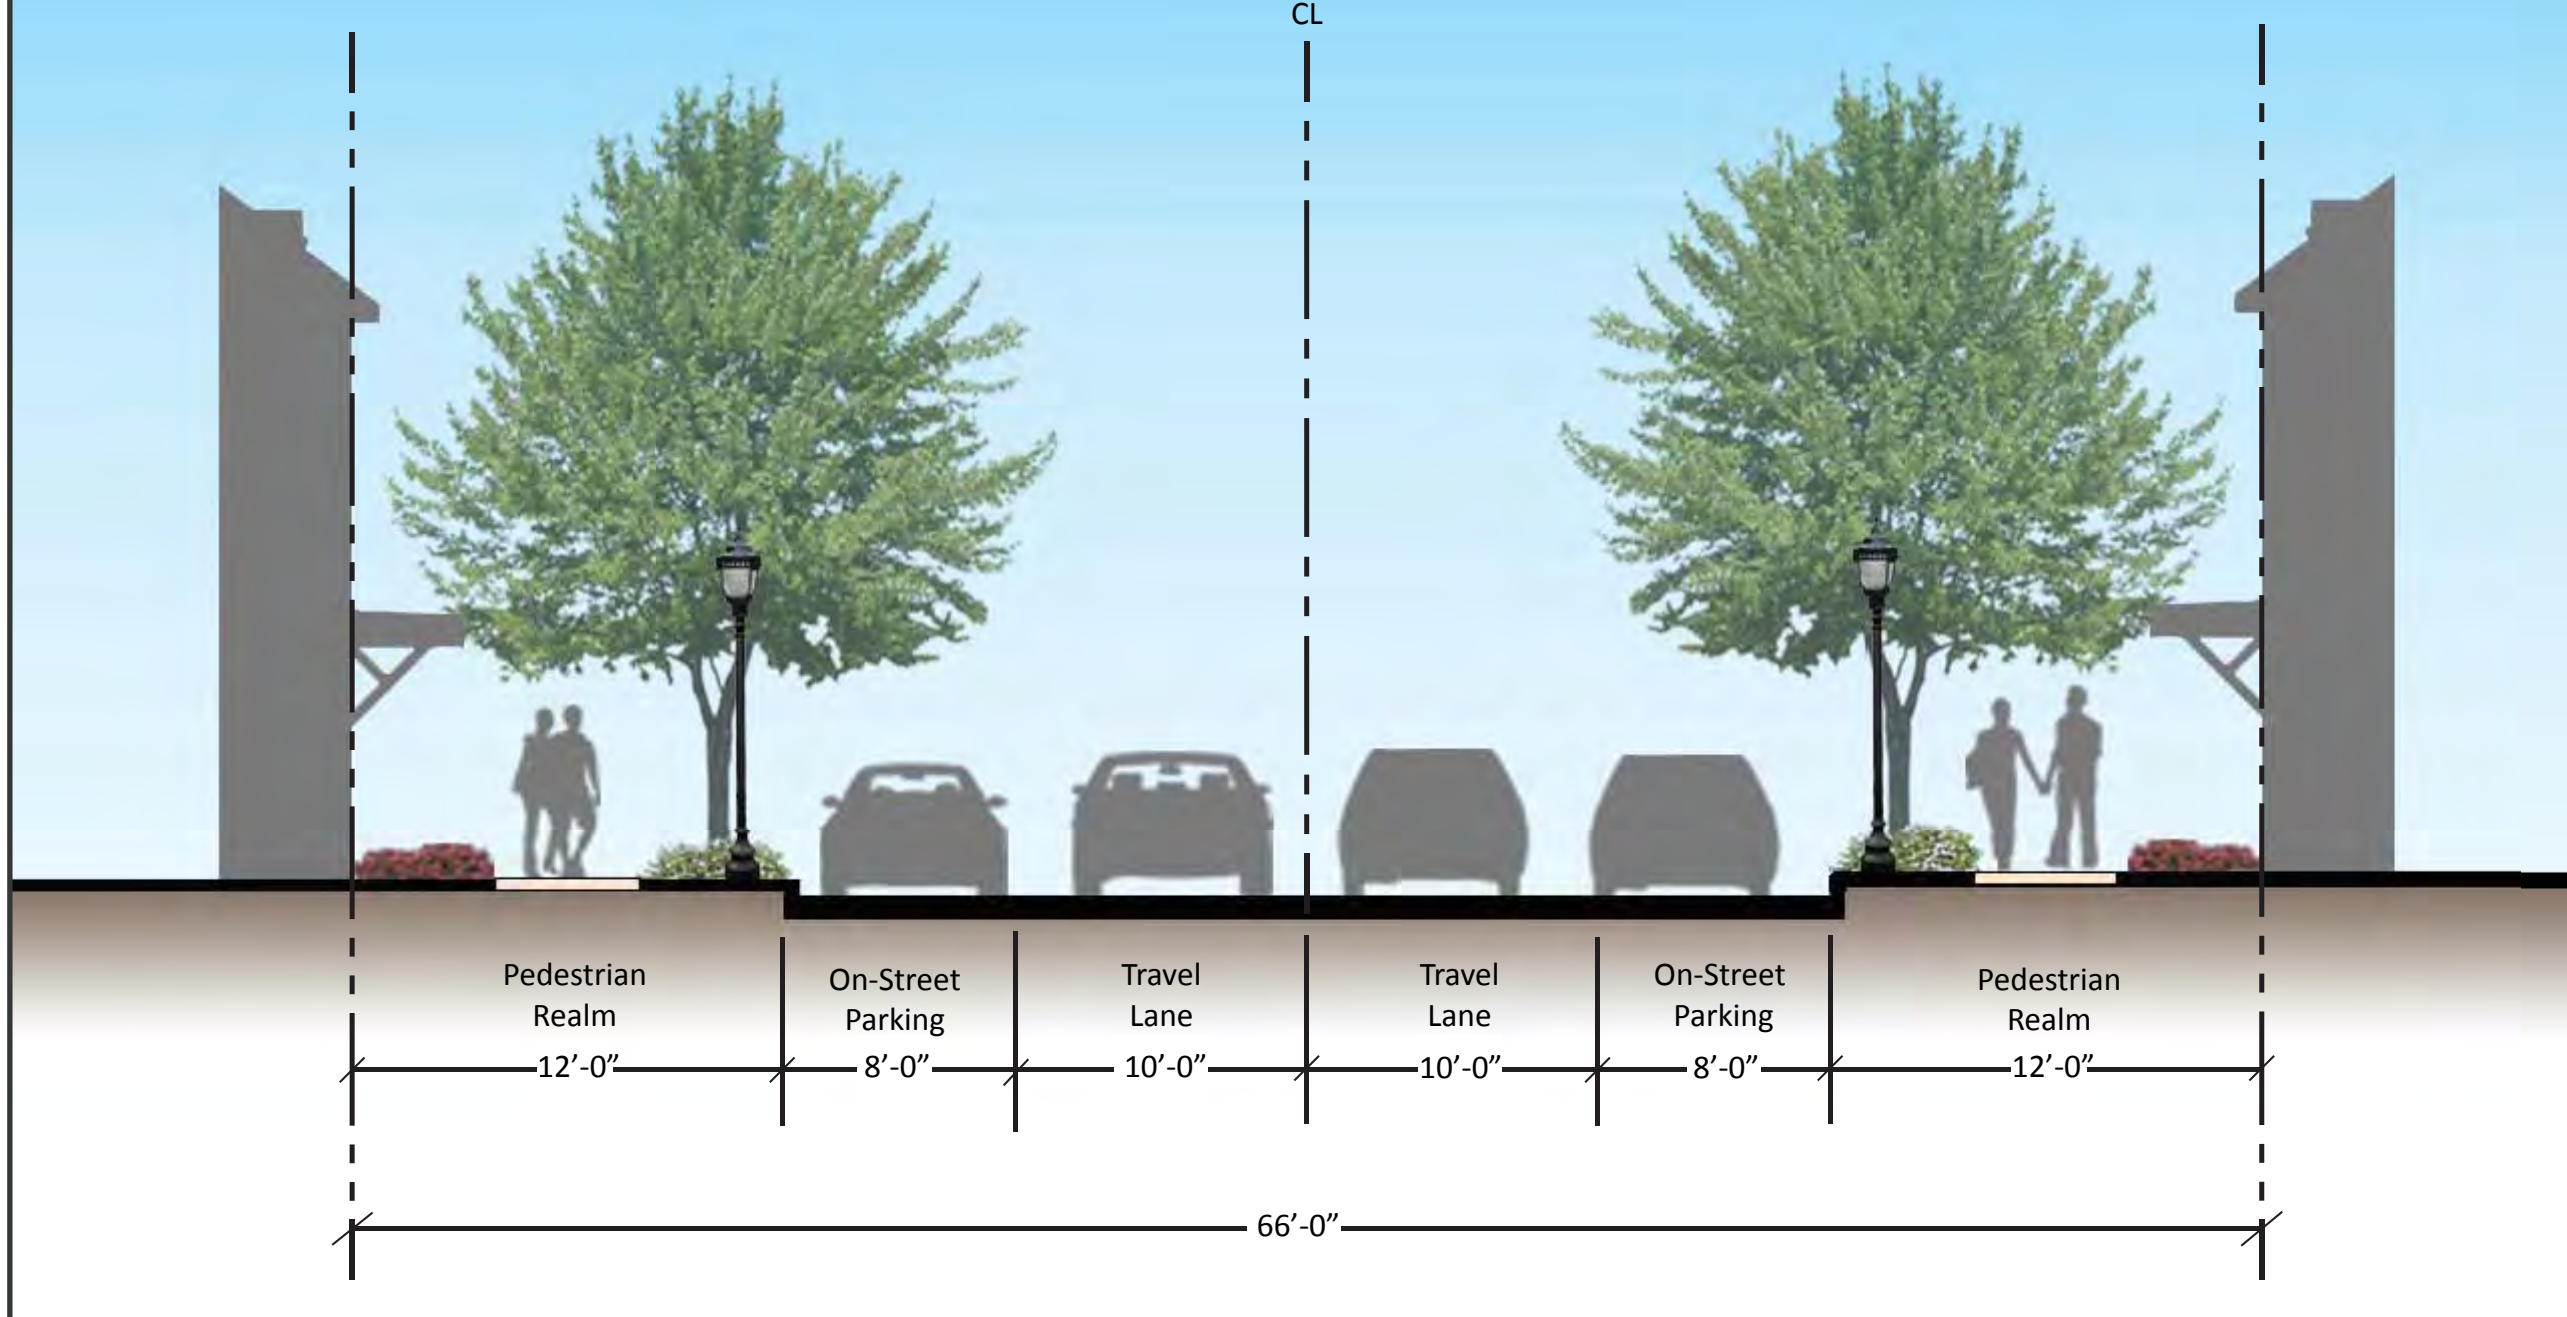 CL
Pedestrian
Realm
On-Street
Parking
Travel
Lane
Travel
Lane
On-Street
Parking
Pedestrian
Realm
12’-0”
8’-0”
10’-0”
10’-0”
8’-0”
12’-0”
66’-0”